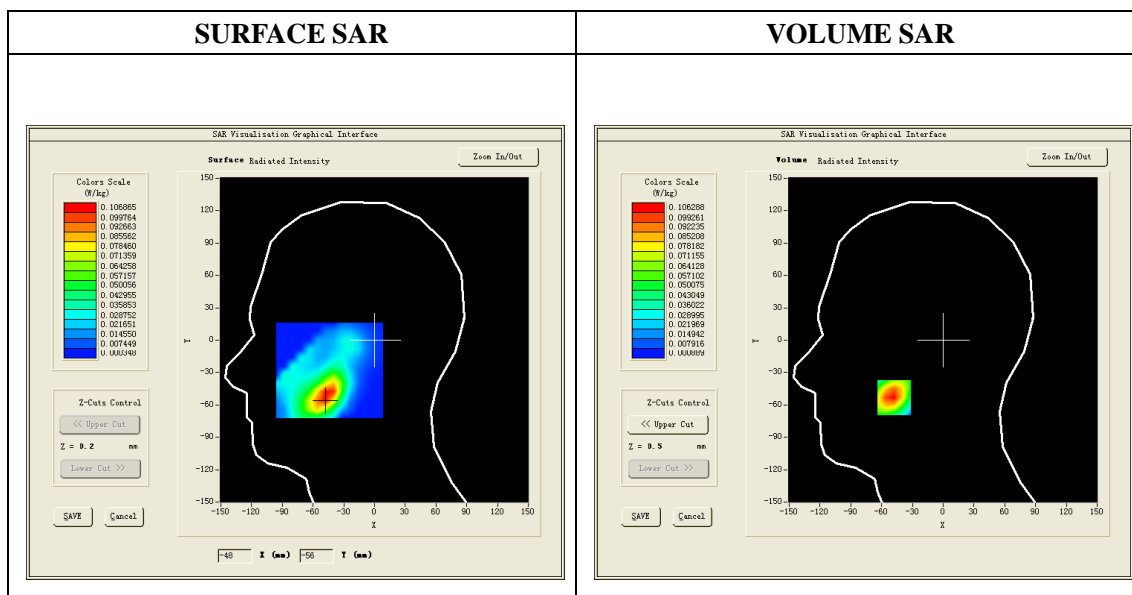 SURFACE SAR
VOLUME SAR
SAR Visualisation Graphical Interface
Surface Radiated Intensity
Zoom In/Out
Colors Scale
(W/kg)
0.106865
0.099764
0.092663
0.085562
0.078460
0.071359
0.064258
0.057157
0.050056
0.042955
0.035853
0.028752
0.021651
0.014550
0.007449
0.000348
150
120
90
60
30
0
-30
-60
-90
-120
-150
Y
-150 -120 -90 -60 -30 0 30 60 90 120 150
X
Z-Cuts Control
<< Upper Cut
Z = 0.2 mm
Lower Cut >>
SAVE Cancel
-48 X (mm) -56 Y (mm)
SAR Visualisation Graphical Interface
Volume Radiated Intensity
Zoom In/Out
Colors Scale
(W/kg)
0.106288
0.099261
0.092235
0.085208
0.078182
0.071155
0.064128
0.057102
0.050075
0.043049
0.036022
0.028995
0.021969
0.014942
0.007916
0.000889
150
120
90
60
30
0
-30
-60
-90
-120
-150
Y
-150 -120 -90 -60 -30 0 30 60 90 120 150
X
Z-Cuts Control
<< Upper Cut
Z = 0.5 mm
Lower Cut >>
SAVE Cancel